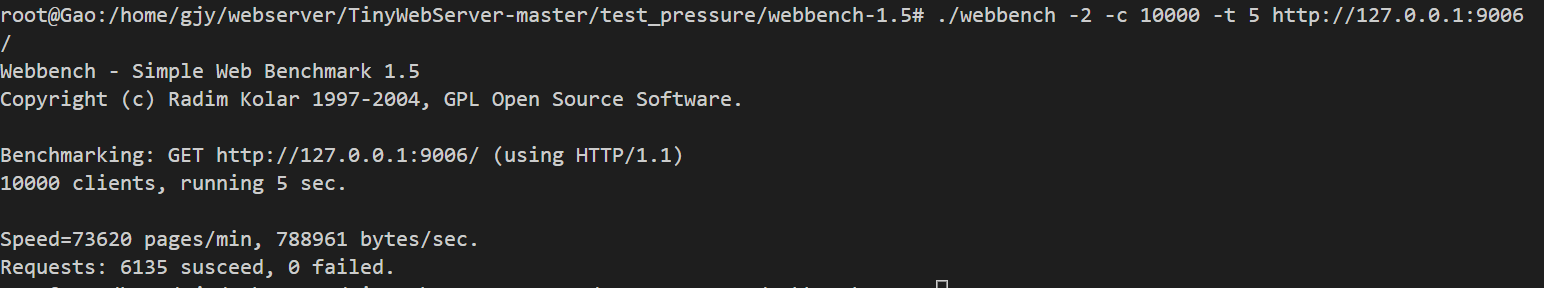 root@Gao:/home/gjy/webserver/TinyWebServer-master/test_pressure/webbench-1.5# ./webbench -2 -c 10000 -t 5 http://127.0.0.1:9006
/
Webbench - Simple Web Benchmark 1.5
Copyright (c) Radim Kolar 1997-2004, GPL Open Source Software.
Benchmarking: GET http://127.0.0.1:9006/ (using HTTP/1.1)
10000 clients, running 5 sec.
Speed=73620 pages/min, 788961 bytes/sec.
Requests: 6135 susceed, 0 failed.